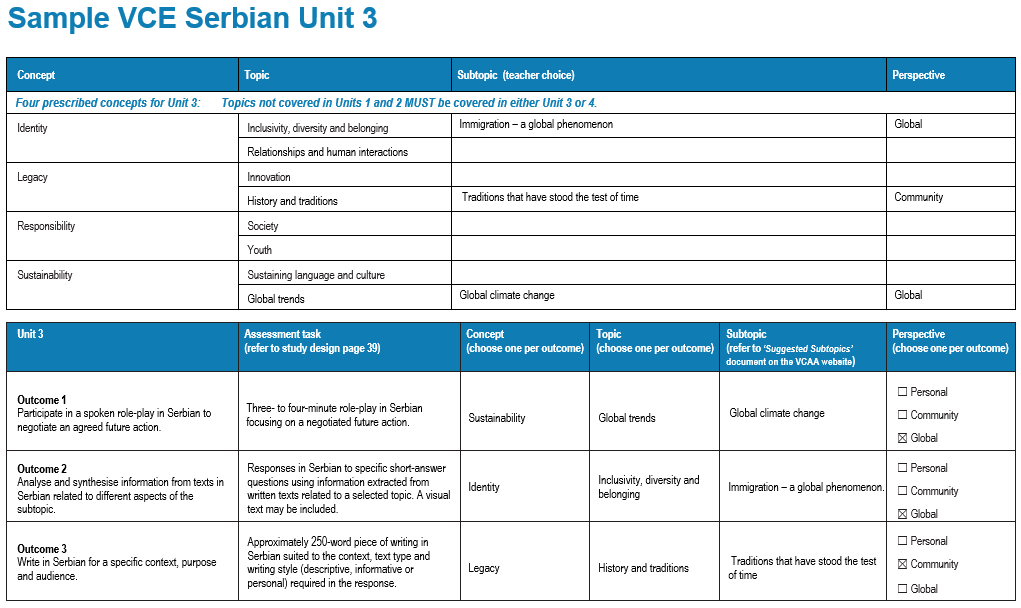 Sample VCE Serbian Unit 3
Concept Topic Subtopic (teacher choice) Perspective
Four prescribed concepts for Unit 3: Topics not covered in Units 1 and 2 MUST be covered in either Unit 3 or 4.
Identity Inclusivity, diversity and belonging Immigration – a global phenomenon Global
Relationships and human interactions
Legacy Innovation
History and traditions Traditions that have stood the test of time Community
Responsibility Society
Youth
Sustainability Sustaining language and culture
Global trends Global climate change Global
Unit 3
Assessment task
(refer to study design page 39)
Concept
(choose one per outcome)
Topic
(choose one per outcome)
Subtopic
(refer to ‘Suggested Subtopics’
document on the VCAA website)
Perspective
(choose one per outcome)
Outcome 1
Participate in a spoken role-play in Serbian to
negotiate an agreed future action.
Three- to four-minute role-play in Serbian
focusing on a negotiated future action.
Sustainability
Global trends
Global climate change
☐ Personal
☐ Community
☒ Global
Outcome 2
Analyse and synthesise information from texts in
Serbian related to different aspects of the
subtopic.
Responses in Serbian to specific short-answer
questions using information extracted from
written texts related to a selected topic. A visual
text may be included.
Identity
Inclusivity, diversity and
belonging
Immigration – a global phenomenon.
☐ Personal
☐ Community
☒ Global
Outcome 3
Write in Serbian for a specific context, purpose
and audience.
Approximately 250-word piece of writing in
Serbian suited to the context, text type and
writing style (descriptive, informative or
personal) required in the response.
Legacy
History and traditions
Traditions that have stood the test
of time
☐ Personal
☒ Community
☐ Global